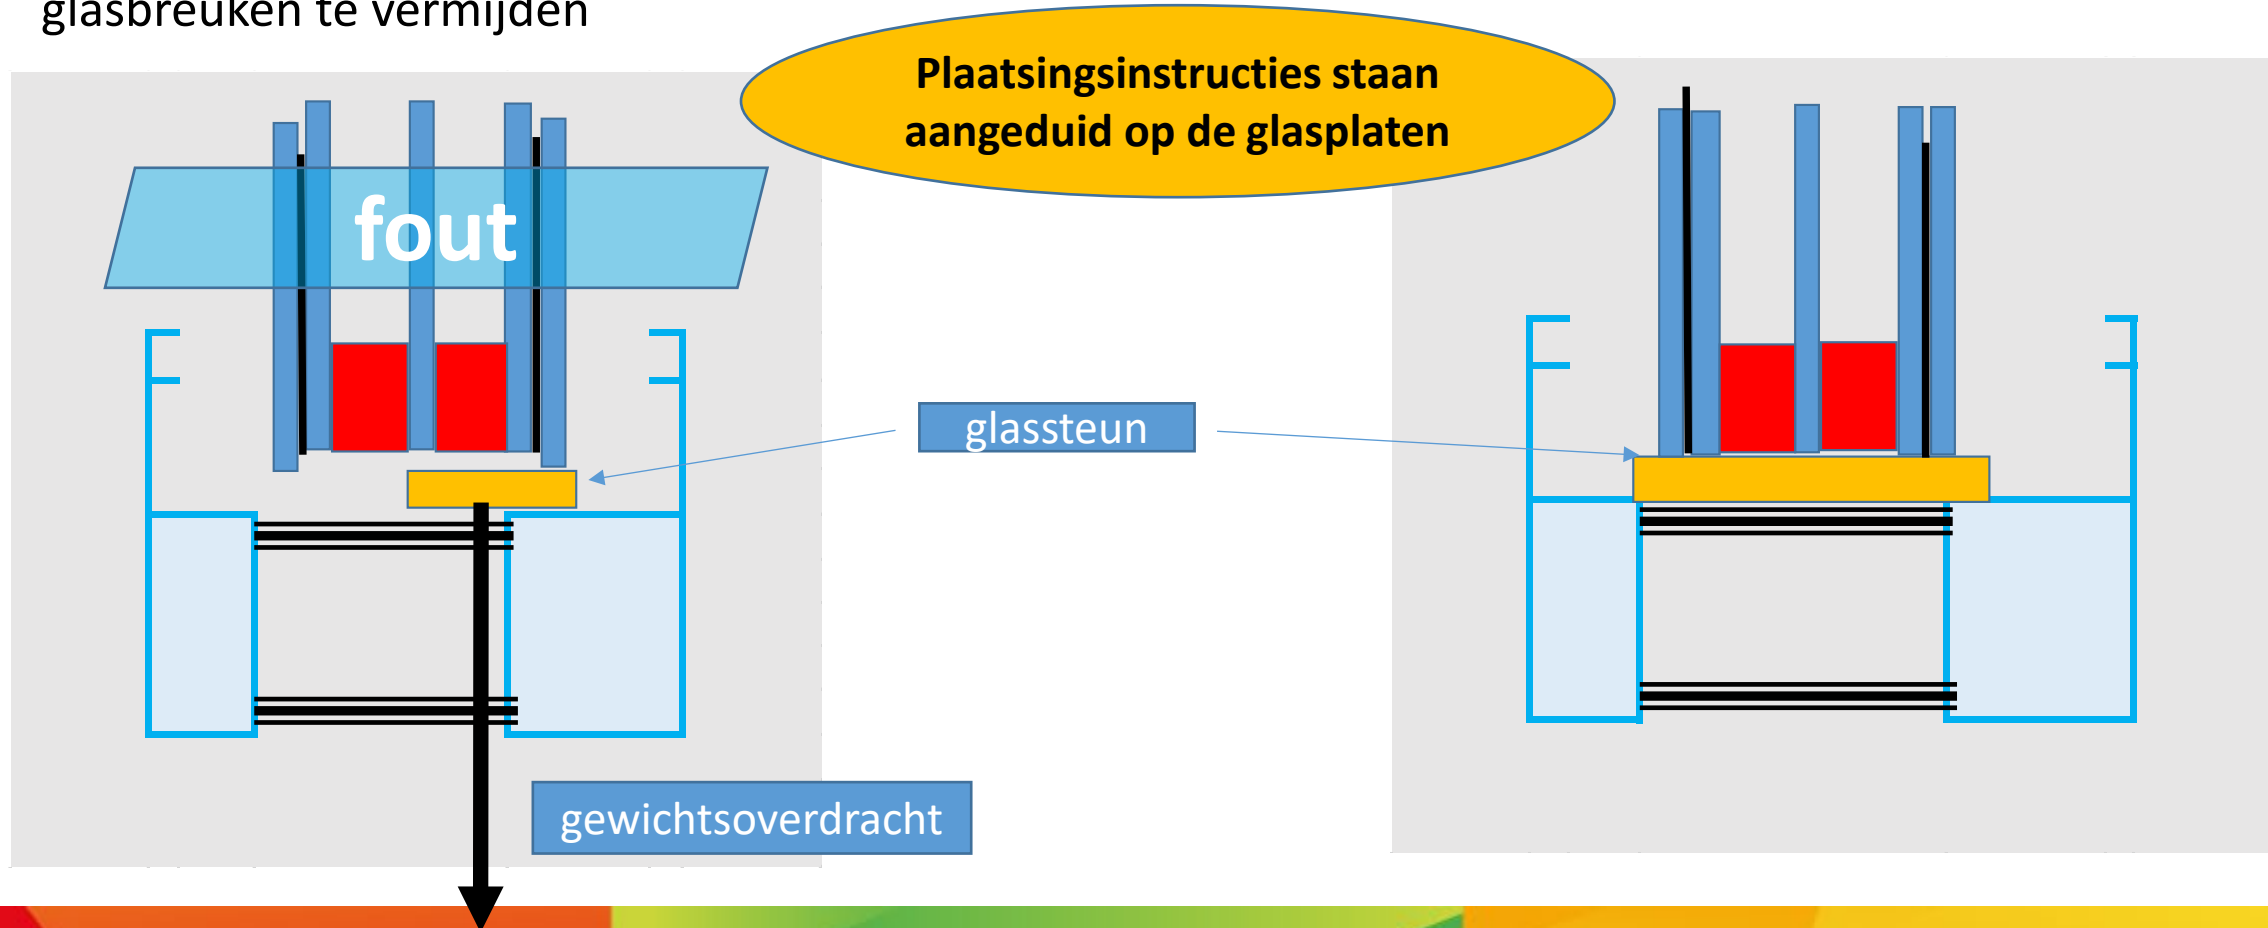 glasbreuken te vermijden
Plaatsingsinstructies staan
aangeduid op de glasplaten
fout
glassteun
gewichtsoverdracht